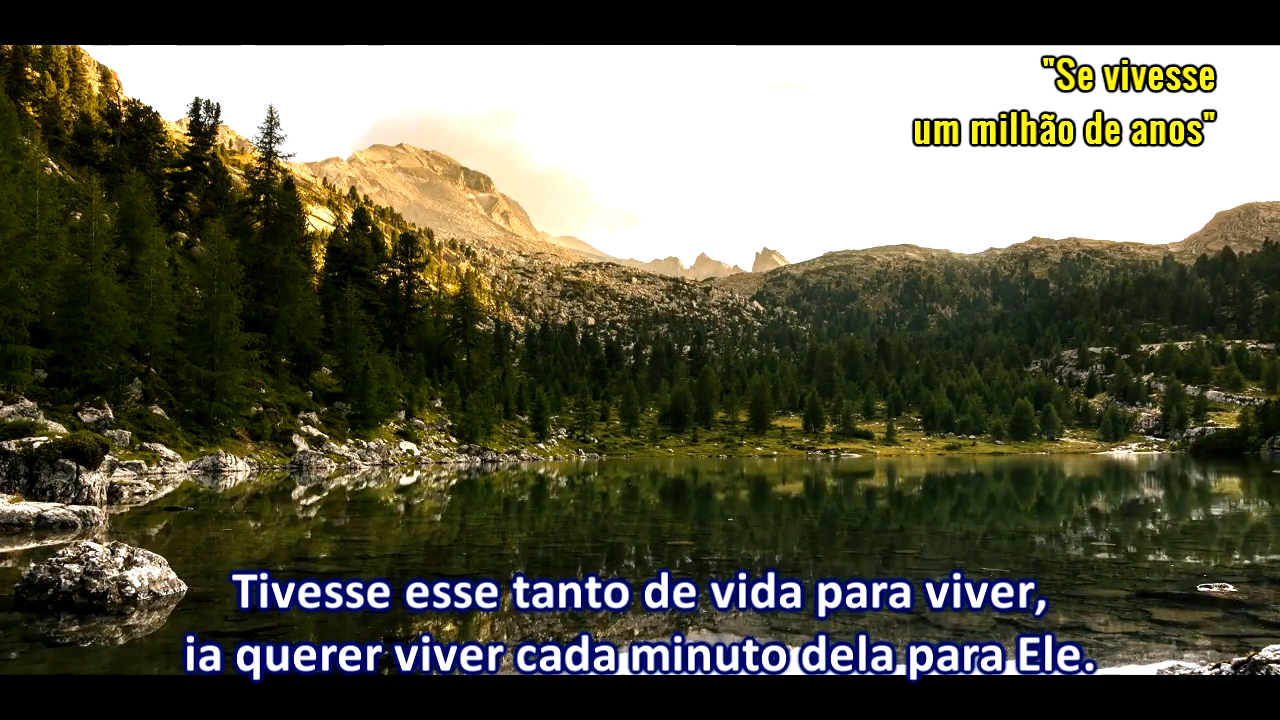 "Se vivesse
um milhão de anos"
Tivesse esse tanto de vida para viver,
ia querer viver cada minuto dela para Ele.